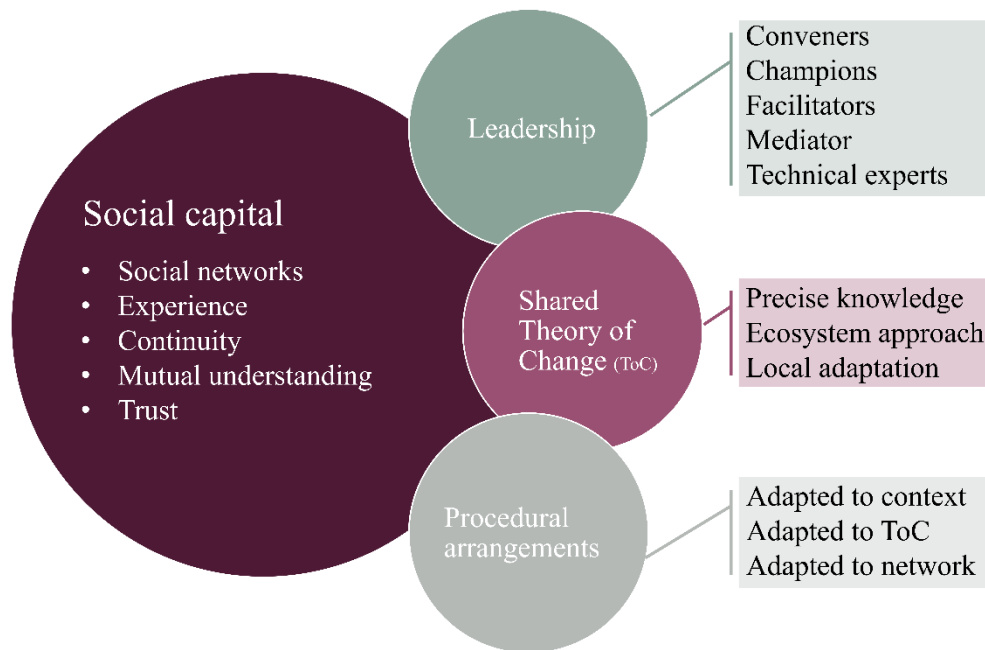 Social capital
• Social networks
• Experience
• Continuity
• Mutual understanding
• Trust
Leadership
Conveners
Champions
Facilitators
Mediator
Technical experts
Shared
Theory of
Change (ToC)
Precise knowledge
Ecosystem approach
Local adaptation
Procedural
arrangements
Adapted to context
Adapted to ToC
Adapted to network